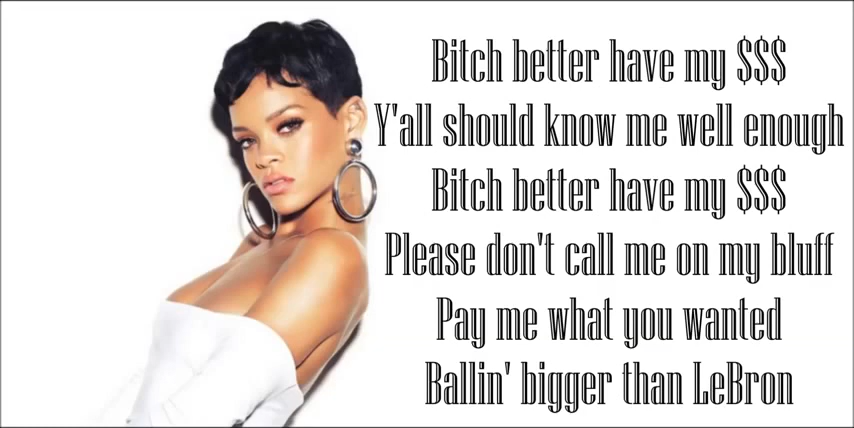 Bitch better have my $$$
Y'all should know me well enough
Bitch better have my $$$
Please don't call me on my bluff
Pay me what you wanted
Ballin' bigger than LeBron